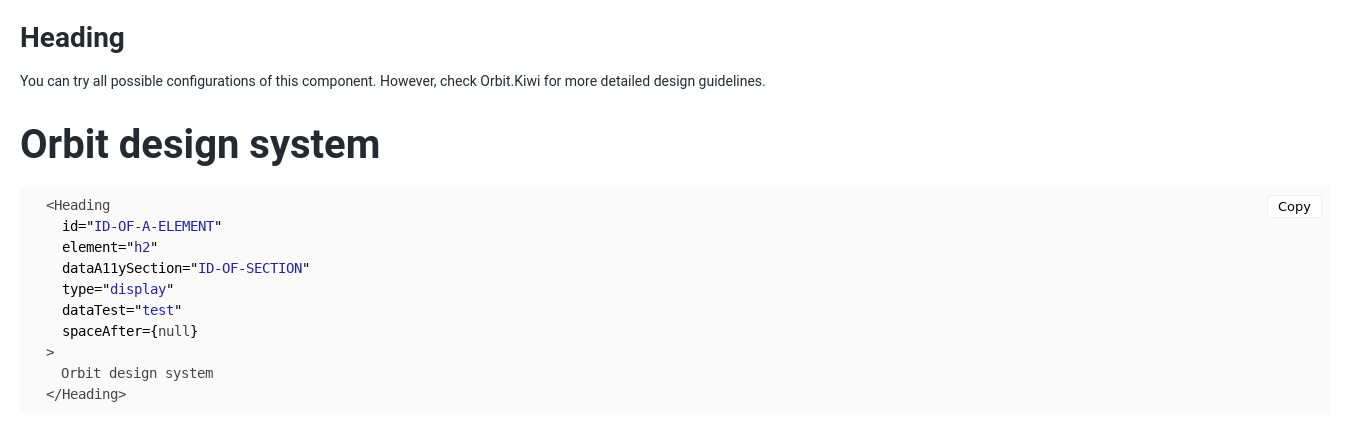 Heading
You can try all possible configurations of this component. However, check Orbit.Kiwi for more detailed design guidelines.
Orbit design system
<Heading
Copy
id="ID-OF-A-ELEMENT"
element="h2"
dataA11ySection="ID-OF-SECTION"
type="display"
dataTest="test"
spaceAfter={null}
>
Orbit design system
</Heading>